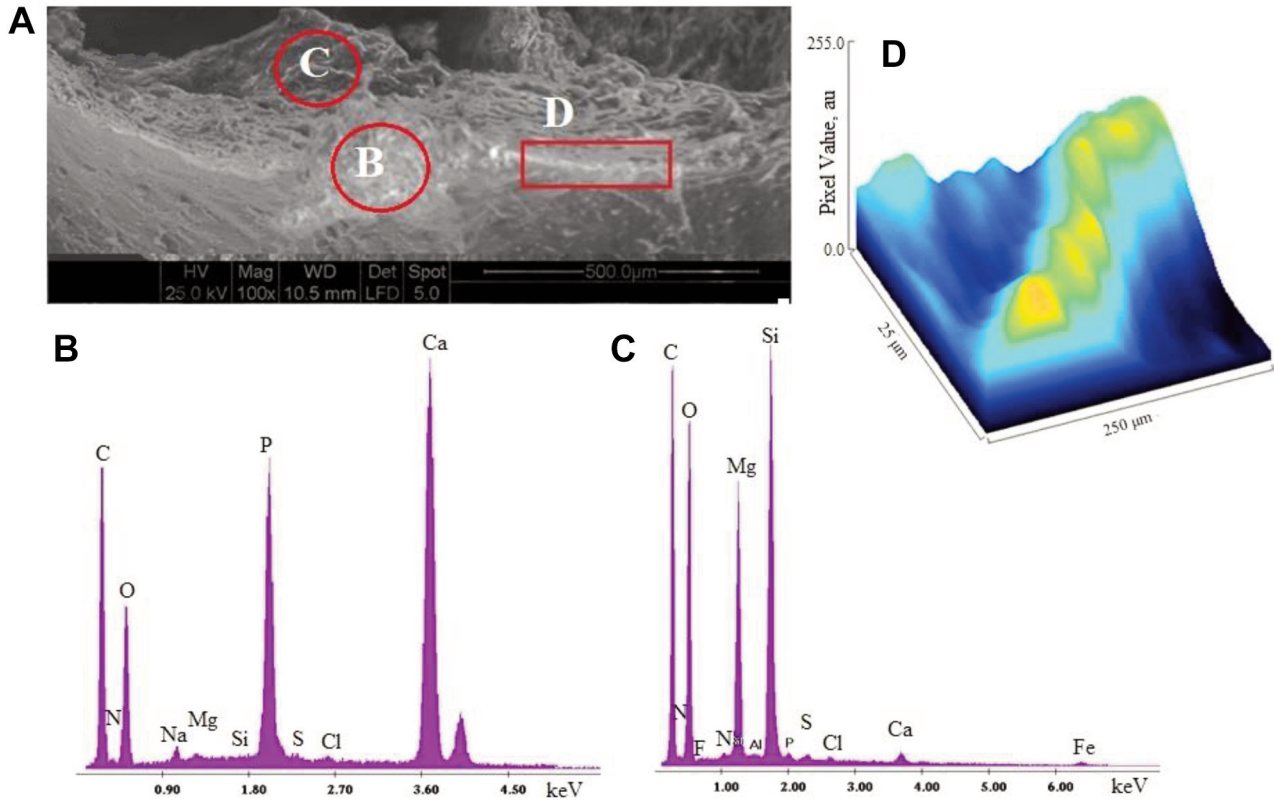 A
C
B
D
HV Mag WD Det Spot
25.0 kV 100x 10.5 mm LFD 5.0
500.0µm
D
255.0
Pixel Value, au
0.0
25 µm
250 µm
B
C
O
N
Na
Mg
Si
P
S
Cl
Ca
0.90 1.80 2.70 3.60 4.50 keV
C
C
O
N
F
N
Mg
Al
Si
P
S
Cl
Ca
Fe
1.00 2.00 3.00 4.00 5.00 6.00 keV